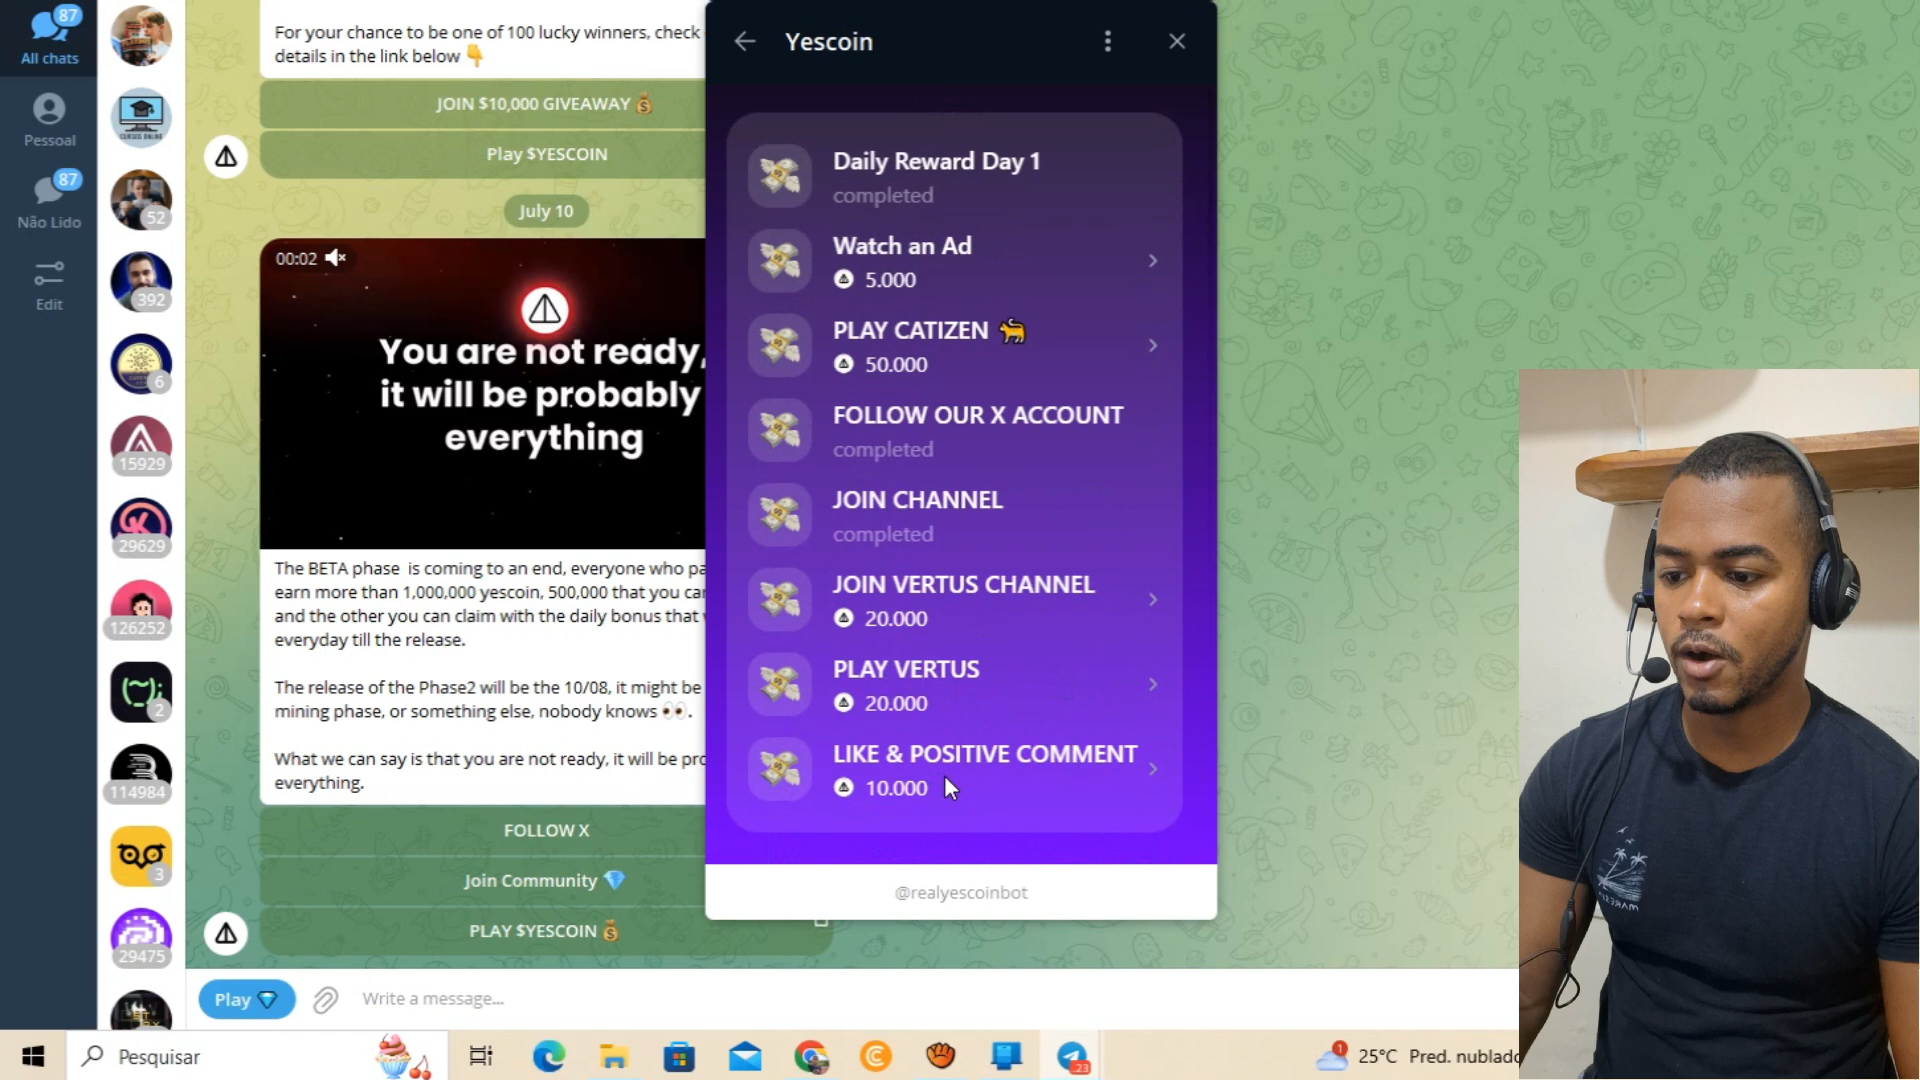 87
All chats
Pessoal
87
Não Lido
Edit
CURSOS ONLINE
52
392
6
15929
29629
126252
2
114984
3
29475
For your chance to be one of 100 lucky winners, check
details in the link below
JOIN $10,000 GIVEAWAY
Play $YESCOIN
July 10
00:02
You are not ready,
it will be probably
everything
The BETA phase is coming to an end, everyone who pa
earn more than 1,000,000 yescoin, 500,000 that you ca
and the other you can claim with the daily bonus that
everyday till the release.
The release of the Phase2 will be the 10/08, it might be
mining phase, or something else, nobody knows
What we can say is that you are not ready, it will be pro
everything.
FOLLOW X
Join Community
PLAY $YESCOIN
Play
Write a message...
Yescoin
Daily Reward Day 1
completed
Watch an Ad
5.000
PLAY CATIZEN
50.000
FOLLOW OUR X ACCOUNT
completed
JOIN CHANNEL
completed
JOIN VERTUS CHANNEL
20.000
PLAY VERTUS
20.000
LIKE & POSITIVE COMMENT
10.000
@realyescoinbot
Pesquisar
23
1
25°C Pred. nublado